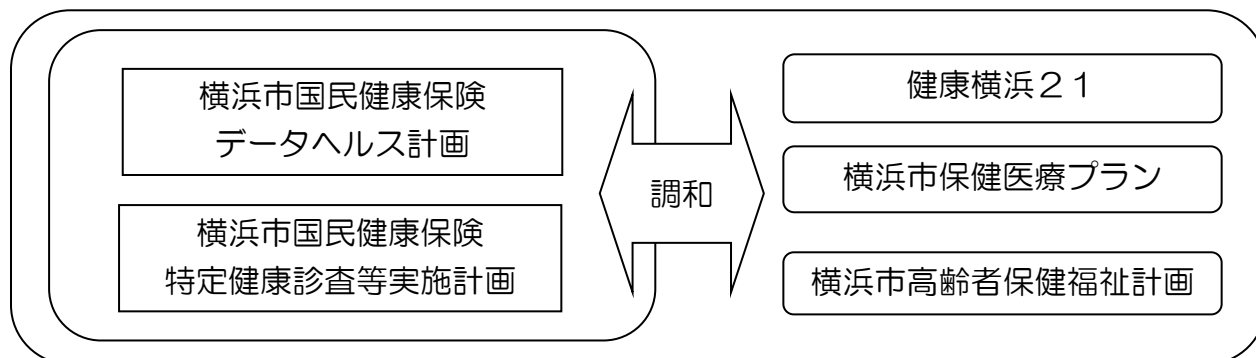 横浜市国民健康保険
データヘルス計画
横浜市国民健康保険
特定健康診査等実施計画
調和
健康横浜２１
横浜市保健医療プラン
横浜市高齢者保健福祉計画